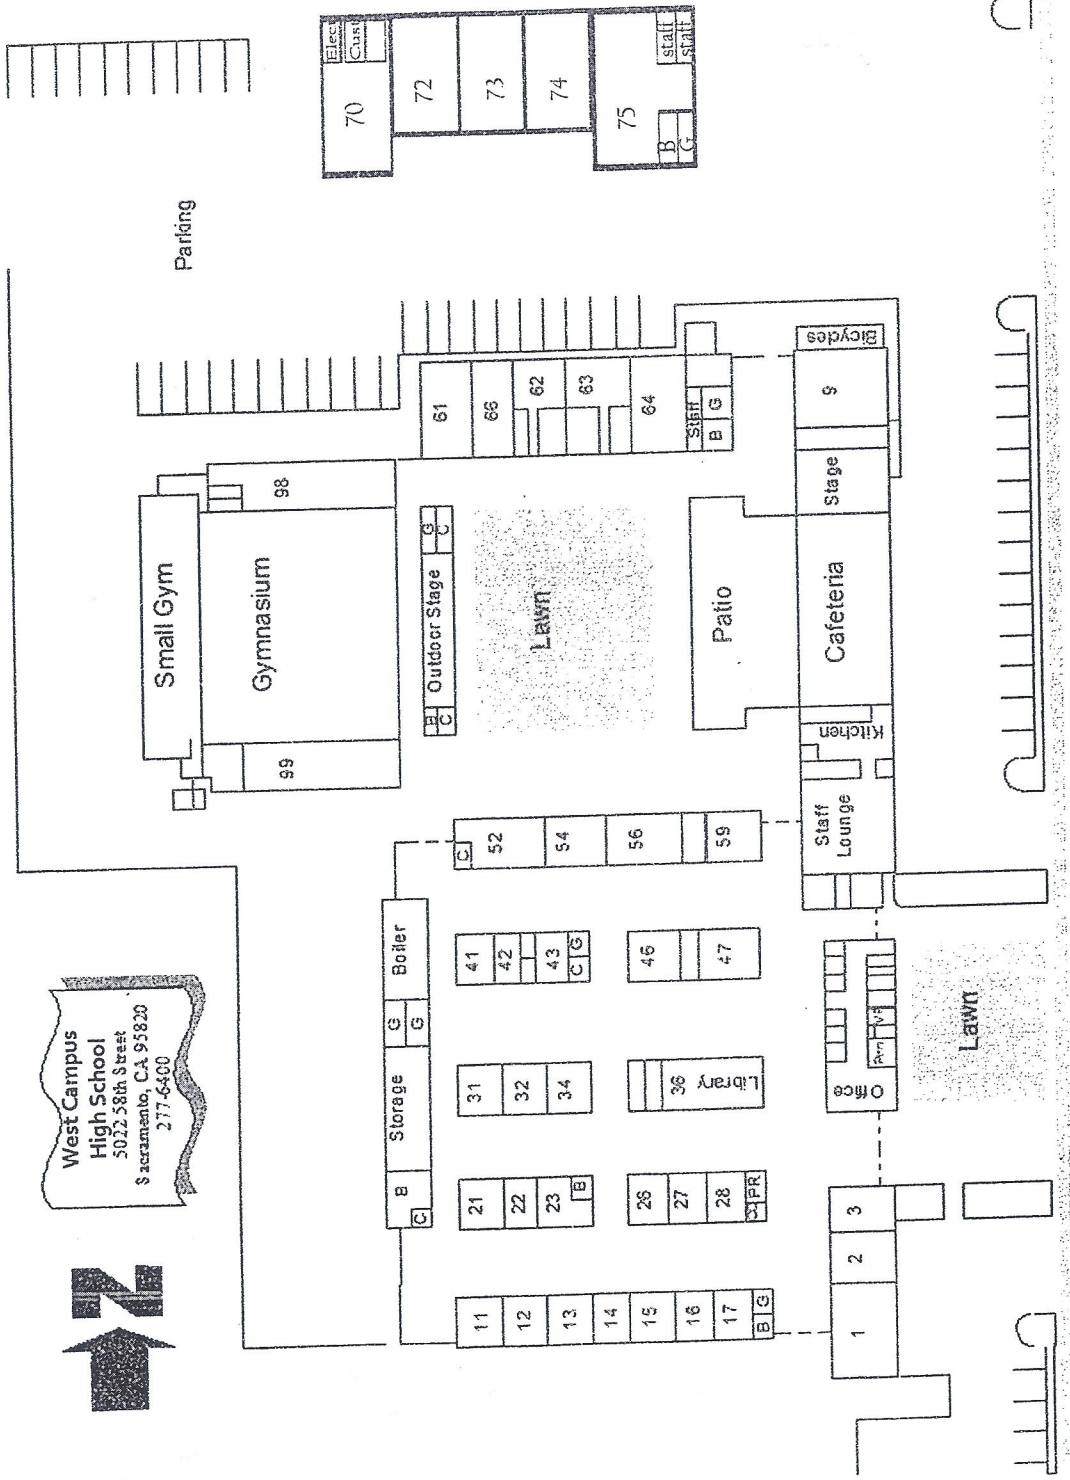 West Campus
High School
5022 58th Street
Sacramento, CA 95820
277-6400
N
Parking
Elect
Cust
70
72
73
74
75
staff
staff
B
G
Small Gym
Gymnasium
98
99
61
66
62
63
64
Staff
B
G
G
C
Outdoor Stage
B
C
Lawn
Patio
Bicycles
9
Stage
Cafeteria
Kitchen
Staff
Lounge
C
52
54
56
59
Boiler
G
G
Storage
B
C
41
42
43
C
G
46
47
31
32
34
36
Library
21
22
23
B
26
27
28
PR
11
12
13
14
15
16
17
B
G
Office
Prn
VP
Lawn
3
2
1